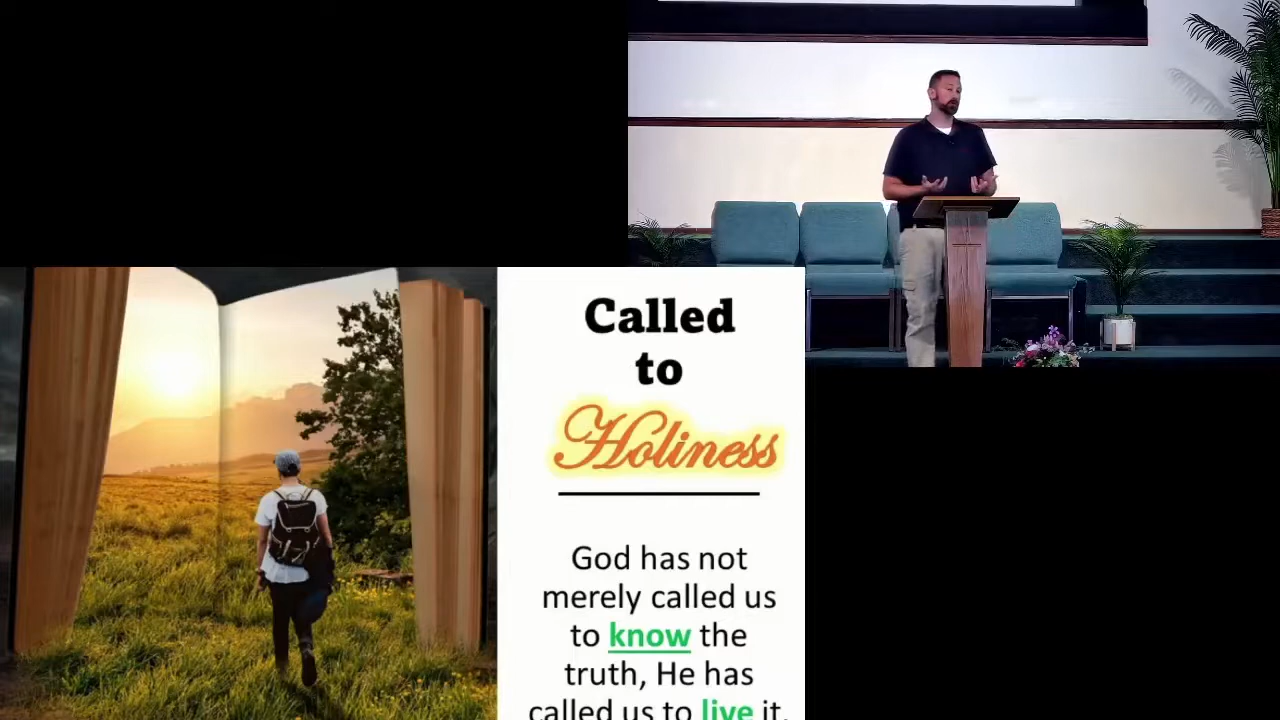 Called
to
Holiness
God has not
merely called us
to know the
truth, He has
called us to live it.